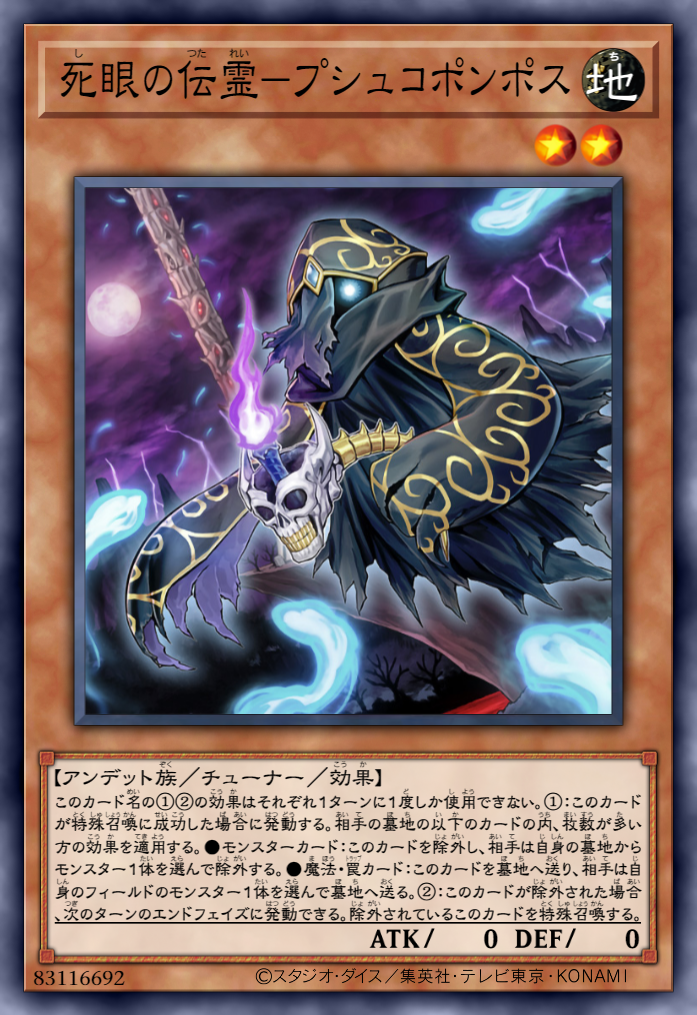 死眼の伝霊－プシュコポンポス
地
【アンデット族／チューナー／効果】
このカード名の①②の効果はそれぞれ1ターンに1度しか使用できない。①：このカード
が特殊召喚に成功した場合に発動する。相手の墓地の以下のカードの内、枚数が多い
方の効果を適用する。●モンスターカード：このカードを除外し、相手は自身の墓地から
モンスター1体を選んで除外する。●魔法・罠カード：このカードを墓地へ送り、相手は自
身のフィールドのモンスター1体を選んで墓地へ送る。②：このカードが除外された場合
、次のターンのエンドフェイズに発動できる。除外されているこのカードを特殊召喚する。
ATK/ 0 DEF/ 0
83116692 ©スタジオ・ダイス／集英社・テレビ東京・KONAMI